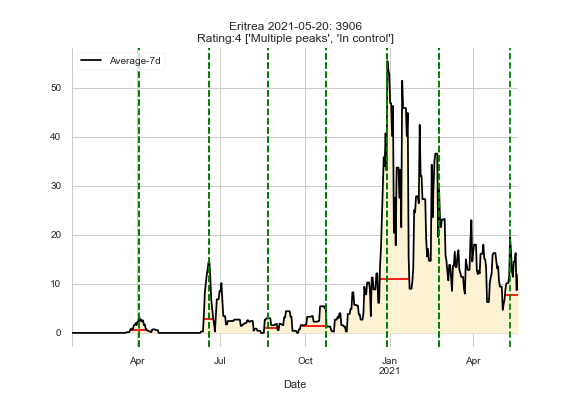 Eritrea 2021-05-20: 3906
Rating:4 ['Multiple peaks', 'In control']
Average-7d
50
40
30
20
10
0
Apr
Jul
Oct
Jan
2021
Apr
Date